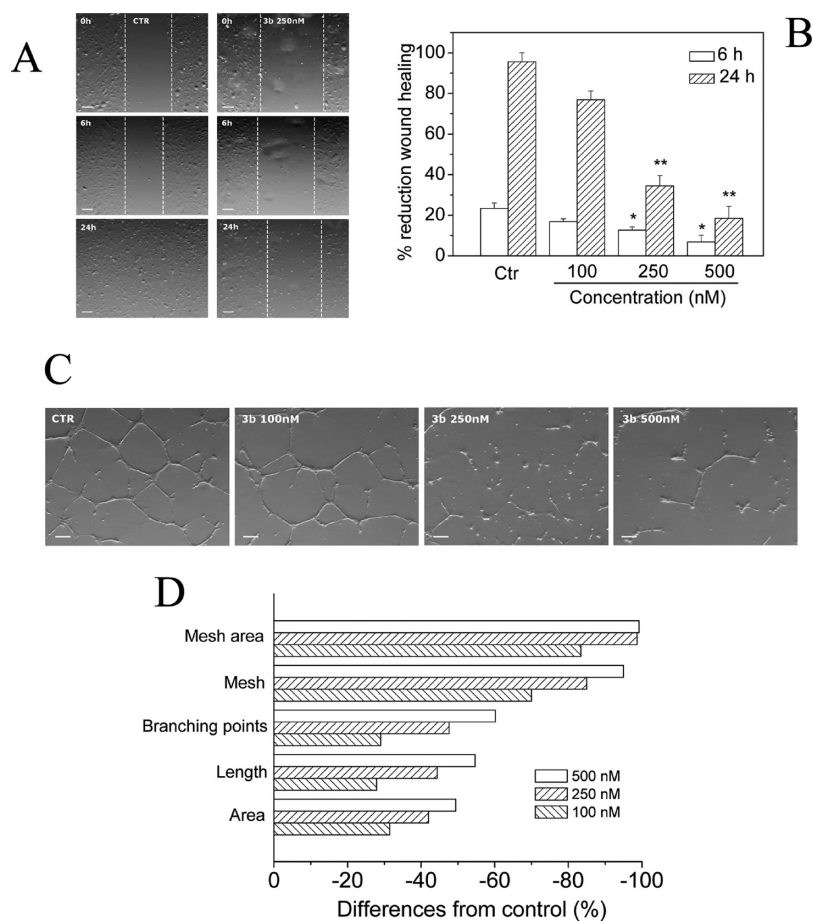 A
0h
CTR
0h
3b 250nM
6h
6h
24h
24h
B
% reduction wound healing
100
80
60
40
20
0
6 h
24 h
*
**
*
**
Ctr
100
250
500
Concentration (nM)
C
CTR
3b 100nM
3b 250nM
3b 500nM
D
Mesh area
Mesh
Branching points
Length
Area
500 nM
250 nM
100 nM
0
-20
-40
-60
-80
-100
Differences from control (%)